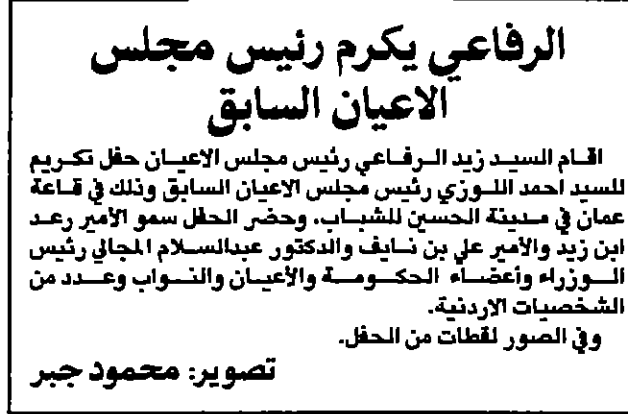 الرفاعي يكرم رئيس مجلس
الاعيان السابق
اقام السيد زيد الرفاعي رئيس مجلس الاعيان حفل تكريم
للسيد احمد اللوزي رئيس مجلس الاعيان السابق وذلك في قاعة
عمان في مدينة الحسين للشباب. وحضر الحفل سمو الأمير رعد
ابن زيد والأمير علي بن نايف والدكتور عبدالسلام المجالي رئيس
الوزراء وأعضاء الحكومة والأعيان والنواب وعدد من
الشخصيات الاردنية.
وفي الصور لقطات من الحفل.
تصوير: محمود جبر